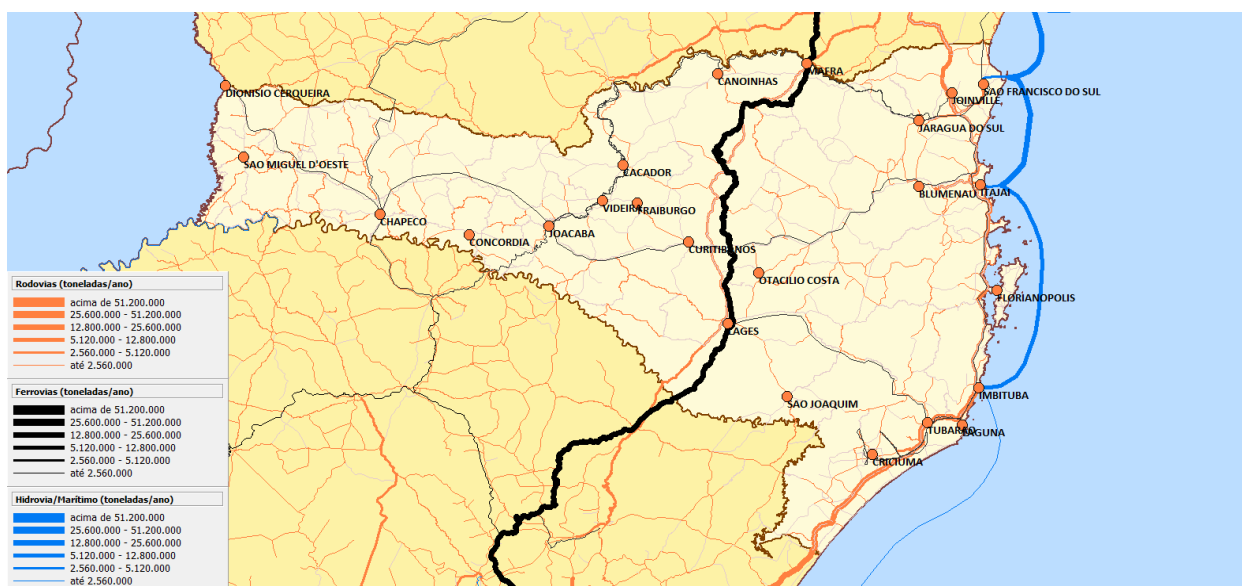 MAFRA
CANOINHAS
DIONISIO CERQUEIRA
SAO FRANCISCO DO SUL
JOINVILLE
JARAGUA DO SUL
SAO MIGUEL D'OESTE
CACADOR
BLUMENAU
ITAJAI
VIDEIRA
FRAIBURGO
CHAPECO
JOACABA
CONCORDIA
CURITIBANOS
OTACILIO COSTA
FLORIANOPOLIS
LAGES
IMBITUBA
SAO JOAQUIM
TUBARAO
LAGUNA
CRICIUMA
Rodovias (toneladas/ano)
acima de 51.200.000
25.600.000 - 51.200.000
12.800.000 - 25.600.000
5.120.000 - 12.800.000
2.560.000 - 5.120.000
até 2.560.000
Ferrovias (toneladas/ano)
acima de 51.200.000
25.600.000 - 51.200.000
12.800.000 - 25.600.000
5.120.000 - 12.800.000
2.560.000 - 5.120.000
até 2.560.000
Hidrovia/Marítimo (toneladas/ano)
acima de 51.200.000
25.600.000 - 51.200.000
12.800.000 - 25.600.000
5.120.000 - 12.800.000
2.560.000 - 5.120.000
até 2.560.000